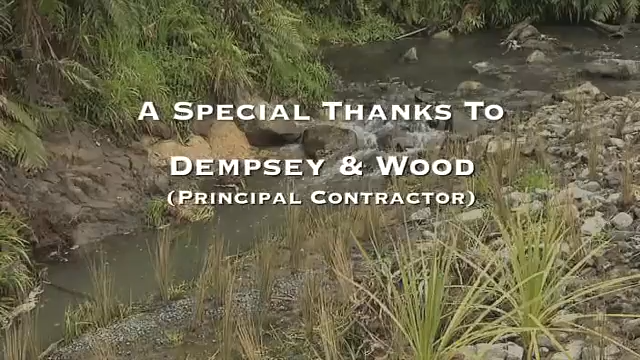 A Special Thanks To
Dempsey & Wood
(Principal Contractor)